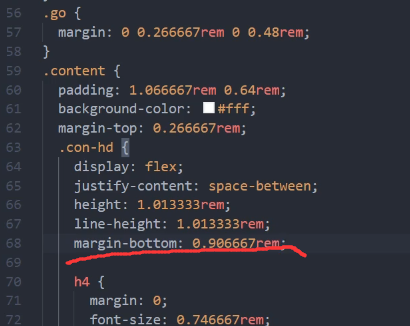 56 .go {
57 margin: 0 0.266667rem 0 0.48rem;
58 }
59 .content {
60 padding: 1.066667rem 0.64rem;
61 background-color: #fff;
62 margin-top: 0.266667rem;
63 .con-hd {
64 display: flex;
65 justify-content: space-between;
66 height: 1.013333rem;
67 line-height: 1.013333rem;
68 margin-bottom: 0.906667rem;
69
70 h4 {
71 margin: 0;
72 font-size: 0.746667rem;